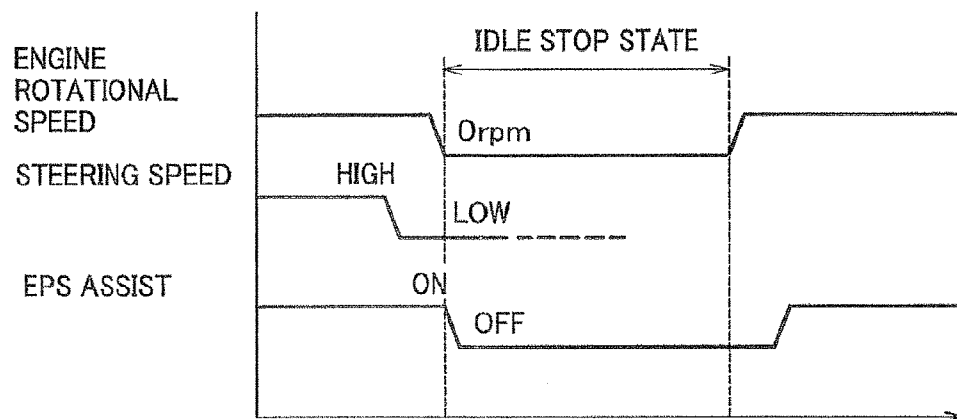 IDLE STOP STATE
ENGINE
ROTATIONAL
SPEED
0rpm
STEERING SPEED
HIGH
LOW
EPS ASSIST
ON
OFF